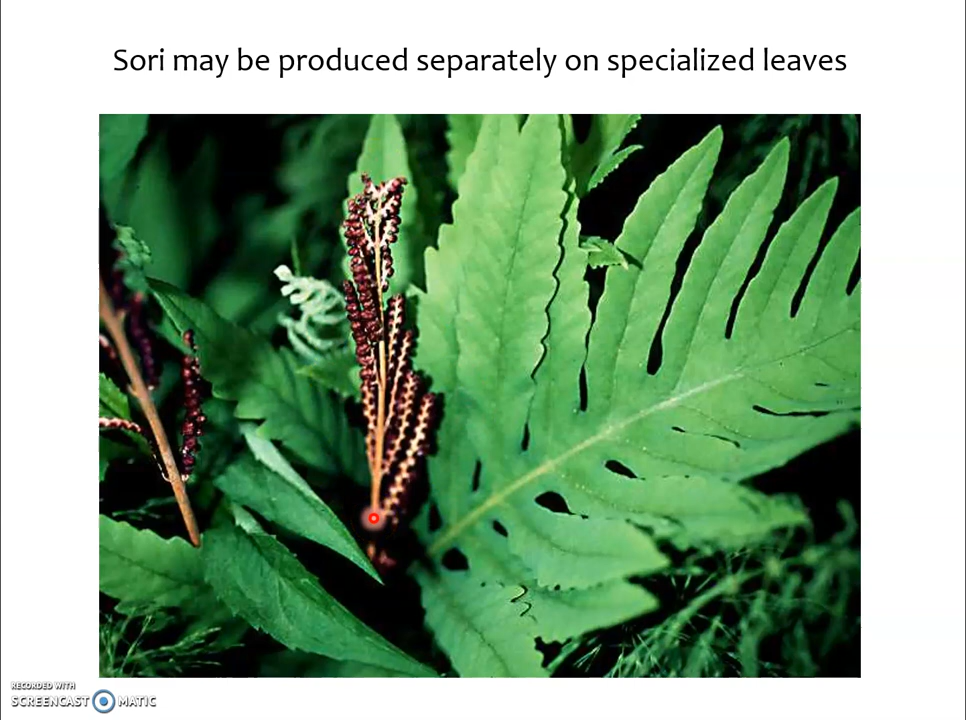 Sori may be produced separately on specialized leaves
RECORDED WITH
SCREENCAST MATIC